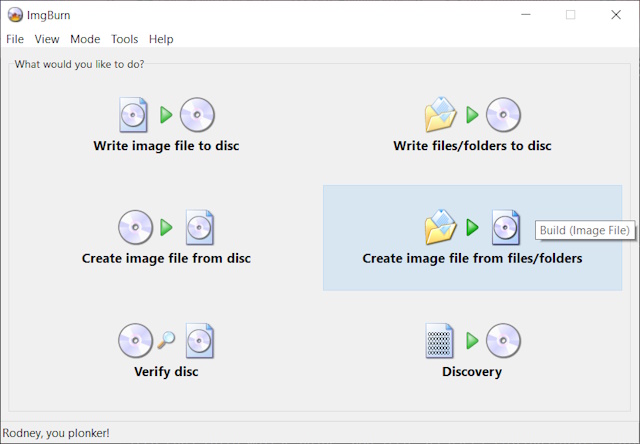 ImgBurn
File View Mode Tools Help
What would you like to do?
Write image file to disc
Write files/folders to disc
Create image file from disc
Create image file from files/folders
Build (Image File)
Verify disc
Discovery
Rodney, you plonker!